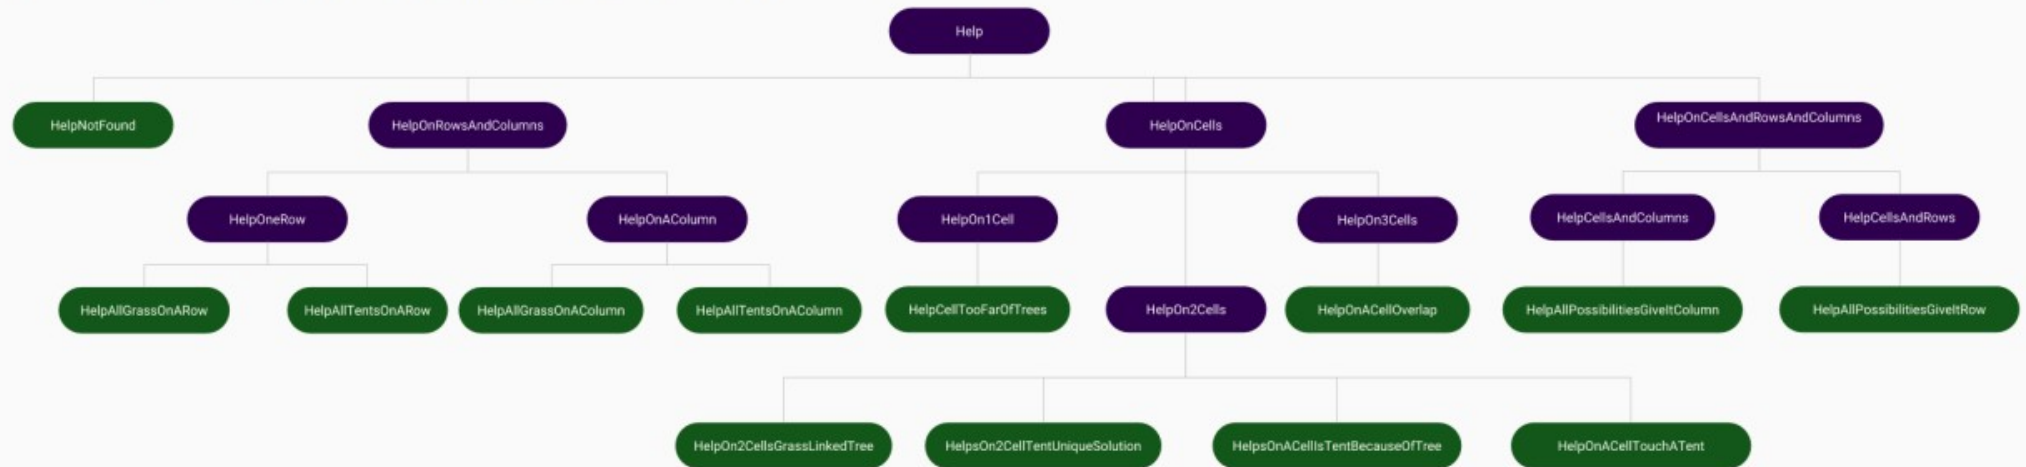 Help
HelpNotFound
HelpOnRowsAndColumns
HelpOnCells
HelpOnCellsAndRowsAndColumns
HelpOneRow
HelpOnAColumn
HelpOn1Cell
HelpOn3Cells
HelpCellsAndColumns
HelpCellsAndRows
HelpAllGrassOnARow
HelpAllTentsOnARow
HelpAllGrassOnAColumn
HelpAllTentsOnAColumn
HelpCellTooFarOfTrees
HelpOn2Cells
HelpOnACellOverlap
HelpAllPossibilitiesGiveItColumn
HelpAllPossibilitiesGiveItRow
HelpOn2CellsGrassLinkedTree
HelpsOn2CellTentUniqueSolution
HelpsOnACellIsTentBecauseOfTree
HelpOnACellTouchATent